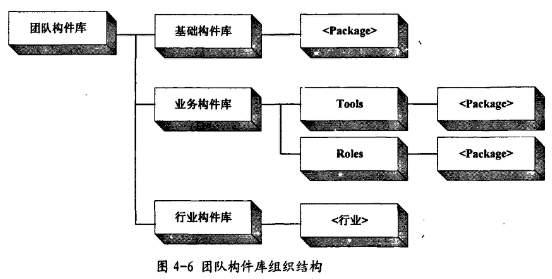 团队构件库
基础构件库
<Package>
业务构件库
Tools
<Package>
Roles
<Package>
行业构件库
<行业>
图 4-6 团队构件库组织结构